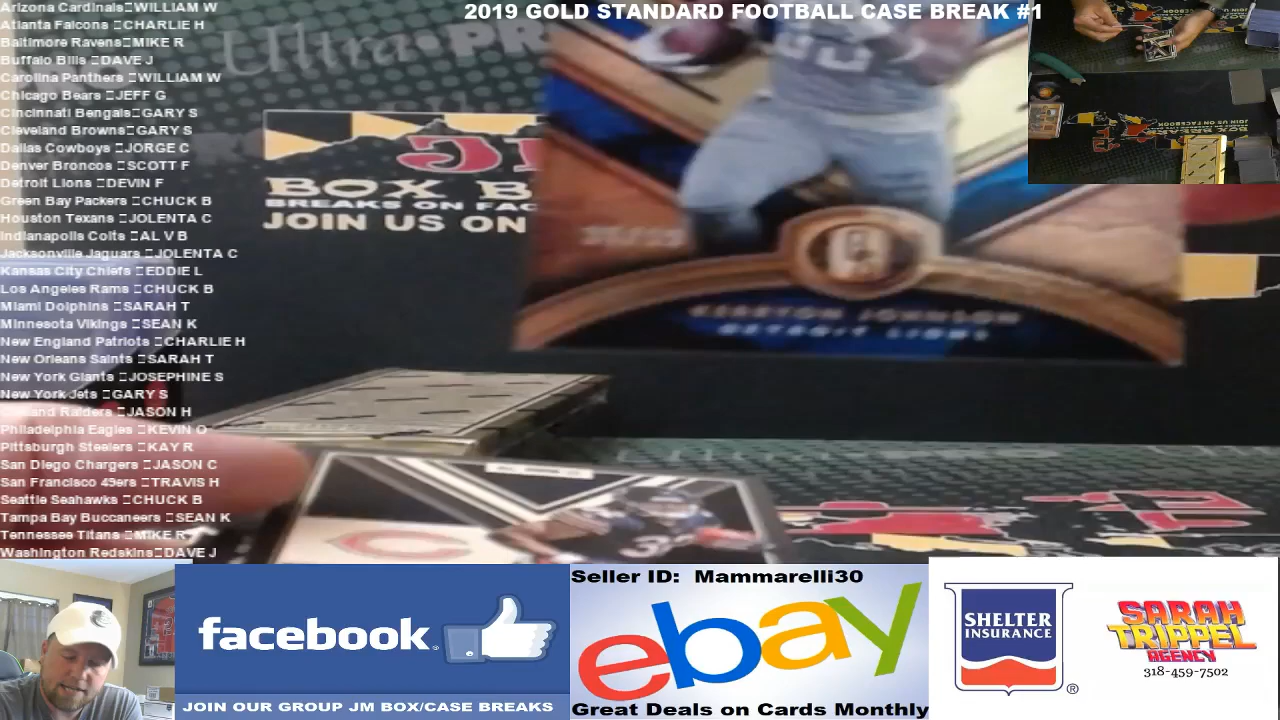 2019 GOLD STANDARD FOOTBALL CASE BREAK #1
Arizona Cardinals WILLIAM W
Atlanta Falcons CHARLIE H
Baltimore Ravens MIKE R
Buffalo Bills DAVE J
Carolina Panthers WILLIAM W
Chicago Bears JEFF G
Cincinnati Bengals GARY S
Cleveland Browns GARY S
Dallas Cowboys JORGE C
Denver Broncos SCOTT F
Detroit Lions DEVIN F
Green Bay Packers CHUCK B
Houston Texans JOLENTA C
Indianapolis Colts AL V B
Jacksonville Jaguars JOLENTA C
Kansas City Chiefs EDDIE L
Los Angeles Rams CHUCK B
Miami Dolphins SARAH T
Minnesota Vikings SEAN K
New England Patriots CHARLIE H
New Orleans Saints SARAH T
New York Giants JOSEPHINE S
New York Jets GARY S
Oakland Raiders JASON H
Philadelphia Eagles KEVIN O
Pittsburgh Steelers KAY R
San Diego Chargers JASON C
San Francisco 49ers TRAVIS H
Seattle Seahawks CHUCK B
Tampa Bay Buccaneers SEAN K
Tennessee Titans MIKE R
Washington Redskins DAVE J
Ultra PR
BOX B
BREAKS ON FAC
JOIN US ON
KERRYON JOHNSON
DETROIT LIONS
facebook
JOIN OUR GROUP JM BOX/CASE BREAKS
Seller ID: Mammarelli30
ebay
Great Deals on Cards Monthly
SHELTER
INSURANCE
®
SARAH
TRIPPEL
AGENCY
318-459-7502